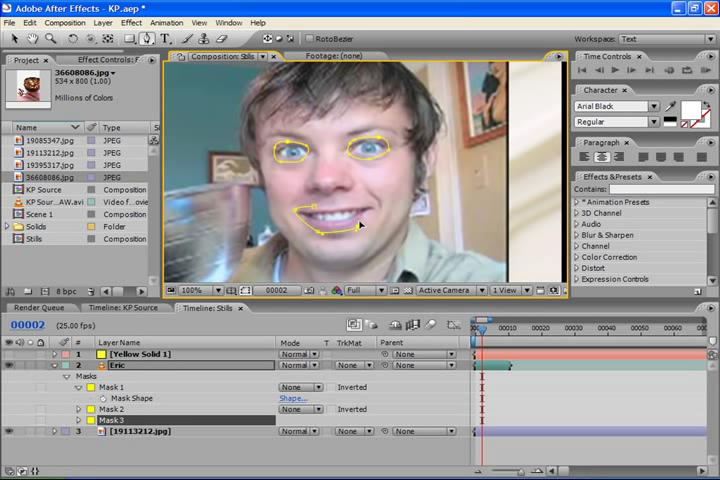 Adobe After Effects - KP.aep *
File Edit Composition Layer Effect Animation View Window Help
RotoBezier
Workspace: Text
Project × Effect Controls: F
Composition: Stills
Footage: (none)
Time Controls ×
36608086.jpg
534 x 800 (1.00)
Millions of Colors
Character ×
Arial Black
Regular
Name Type Si
19085347.jpg JPEG
19113212.jpg JPEG
19395317.jpg JPEG
36608086.jpg JPEG
KP Source Composition
KP Sour...AW.avi Video f...ovie
Scene 1 Composition
Solids Folder
Stills Composition
Paragraph ×
Effects&Presets ×
Contains:
* Animation Presets
3D Channel
Audio
Blur & Sharpen
Channel
Color Correction
Distort
Expression Controls
8 bpc
100% 00002 Full Active Camera 1 View
Render Queue Timeline: KP Source Timeline: Stills ×
00002 (25.00 fps)
# Layer Name Mode T TrkMat Parent
00010 00020 00030 00040 00050 000
1 [Yellow Solid 1] Normal None
2 Eric Normal None None
Masks
Mask 1 None Inverted
Mask Shape Shape...
Mask 2 None Inverted
Mask 3 None
3 [19113212.jpg] Normal None None